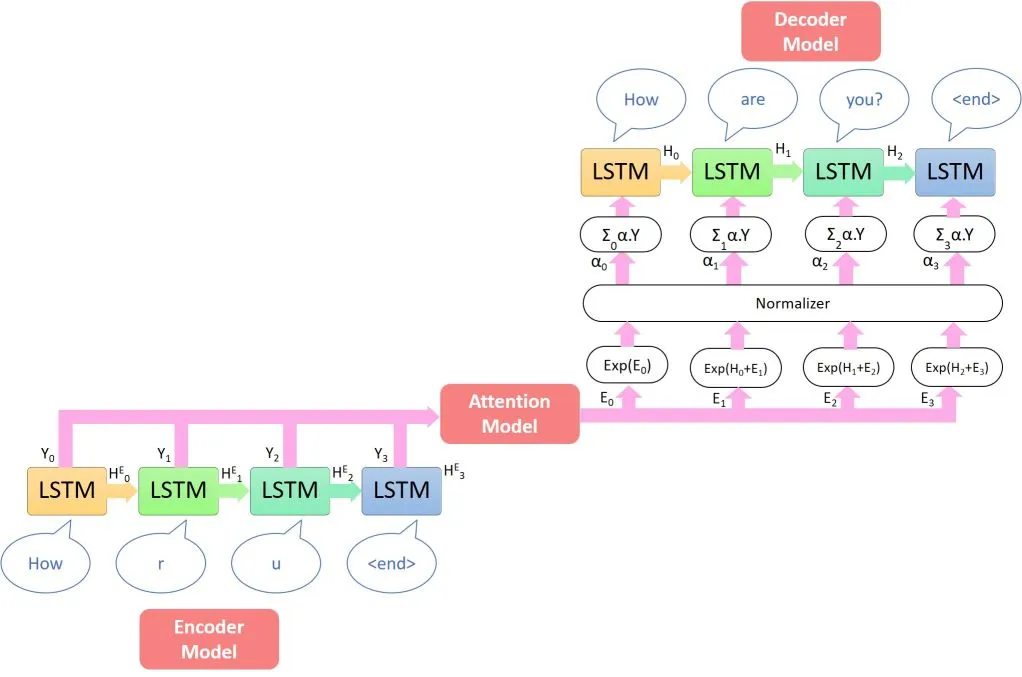 Decoder
Model
How
are
you?
<end>
LSTM
H₀
LSTM
H₁
LSTM
H₂
LSTM
Σ₀α.Y
Σ₁α.Y
Σ₂α.Y
Σ₃α.Y
α₀
α₁
α₂
α₃
Normalizer
Exp(E₀)
Exp(H₀+E₁)
Exp(H₁+E₂)
Exp(H₂+E₃)
E₀
E₁
E₂
E₃
Attention
Model
Y₀
Y₁
Y₂
Y₃
LSTM
Hᴱ₀
LSTM
Hᴱ₁
LSTM
Hᴱ₂
LSTM
Hᴱ₃
How
r
u
<end>
Encoder
Model